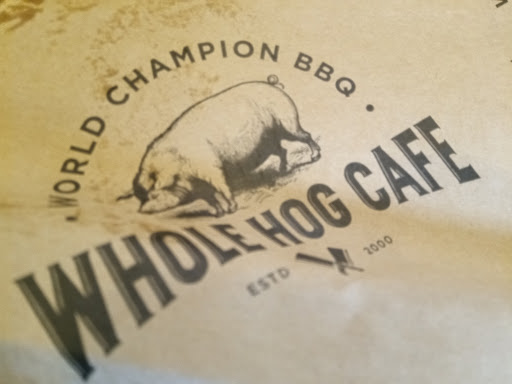 WORLD CHAMPION BBQ
WHOLE HOG CAFE
ESTD 2000